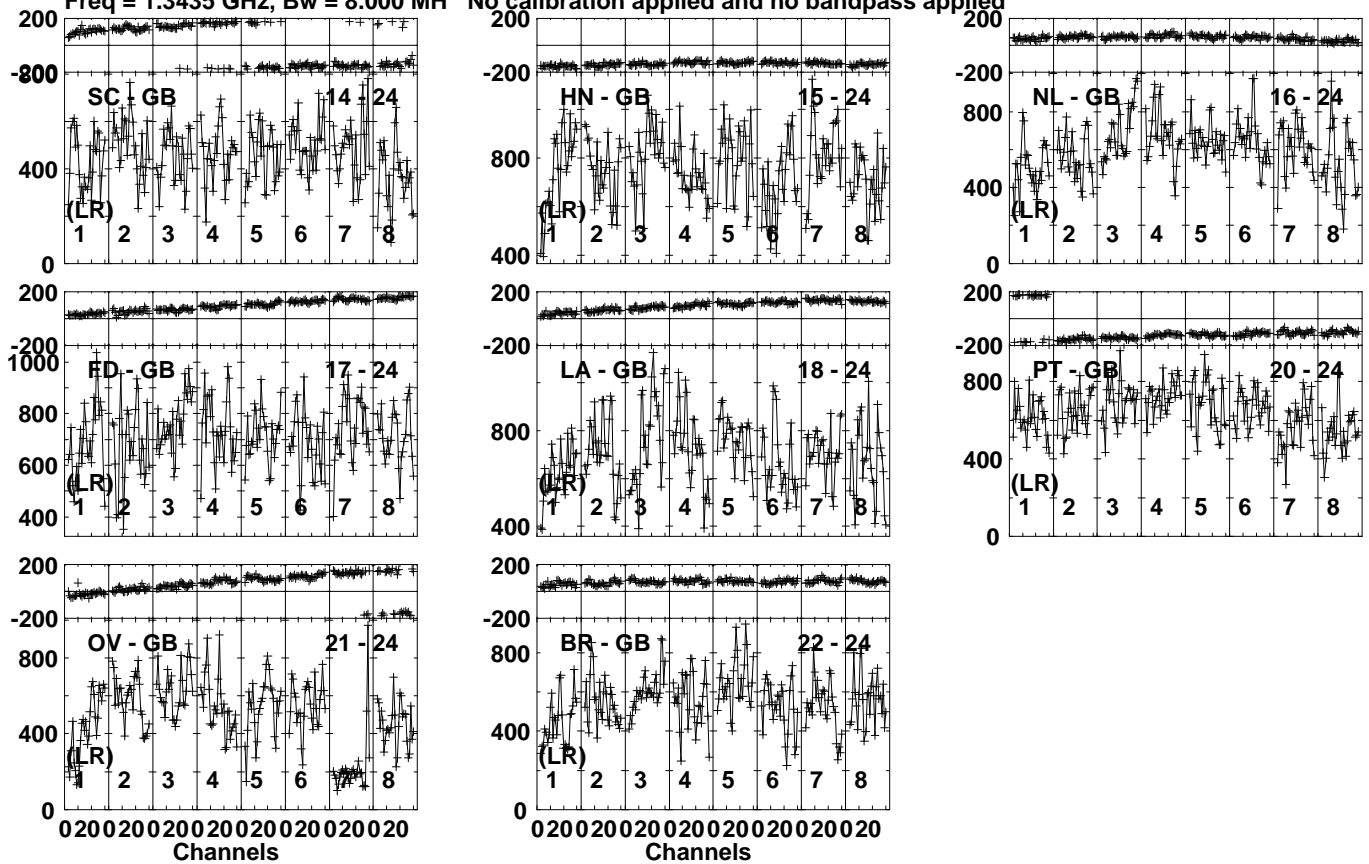 Freq = 1.3435 GHz, Bw = 8.000 MH No calibration applied and no bandpass applied
200
-200
800
400
0
SC - GB 14 - 24
(LR)
1 2 3 4 5 6 7 8
200
-200
800
400
HN - GB 15 - 24
(LR)
1 2 3 4 5 6 7 8
200
-200
800
400
0
NL - GB 16 - 24
(LR)
1 2 3 4 5 6 7 8
200
-200
1000
800
600
400
FD - GB 17 - 24
(LR)
1 2 3 4 5 6 7 8
200
-200
800
400
LA - GB 18 - 24
(LR)
1 2 3 4 5 6 7 8
200
-200
800
400
0
PT - GB 20 - 24
(LR)
1 2 3 4 5 6 7 8
200
-200
800
400
0
OV - GB 21 - 24
(LR)
1 2 3 4 5 6 7 8
0 20 0 20 0 20 0 20 0 20 0 20 0 20 0 20
Channels
200
-200
800
400
0
BR - GB 22 - 24
(LR)
1 2 3 4 5 6 7 8
0 20 0 20 0 20 0 20 0 20 0 20 0 20 0 20
Channels